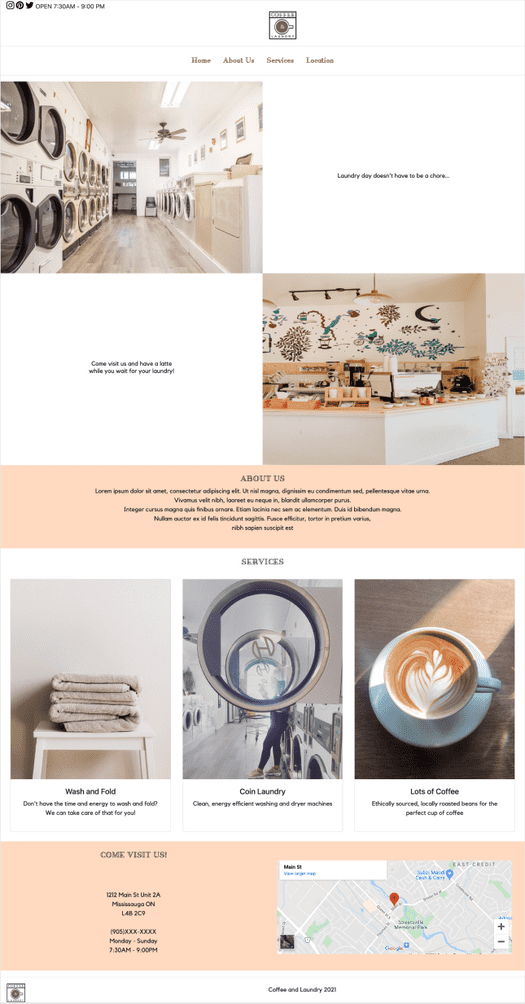 OPEN 7:30AM - 9:00 PM
COFFEE
&
LAUNDRY
Home About Us Services Location
Laundry day doesn't have to be a chore...
Come visit us and have a latte
while you wait for your laundry!
ABOUT US
Lorem ipsum dolor sit amet, consectetur adipiscing elit. Ut nisl magna, dignissim eu condimentum sed, pellentesque vitae urna.
Vivamus velit nibh, laoreet eu neque in, blandit ullamcorper purus.
Integer cursus magna quis finibus ornare. Etiam lacinia nec sem ac elementum. Duis id bibendum magna.
Nullam auctor ex id felis tincidunt sagittis. Fusce efficitur, tortor in pretium varius,
nibh sapien suscipit est
SERVICES
Wash and Fold
Don't have the time and energy to wash and fold?
We can take care of that for you!
Coin Laundry
Clean, energy efficient washing and dryer machines
Lots of Coffee
Ethically sourced, locally roasted beans for the
perfect cup of coffee
COME VISIT US!
1212 Main St Unit 2A
Mississauga ON
L4B 2C9
(905)XXX-XXXX
Monday - Sunday
7:30AM - 9:00PM
Main St
View larger map
EAST CREDIT
Sabzi Mandi
Cash & Carry
Streetsville
Memorial Park
Google
Coffee and Laundry 2021